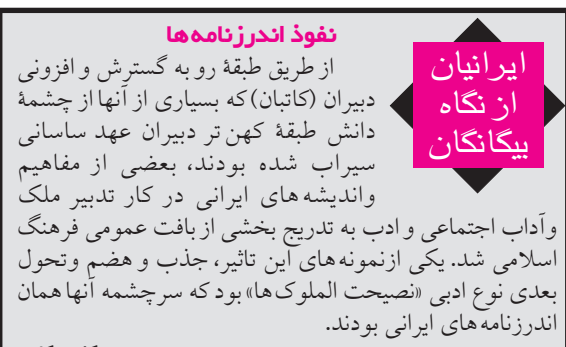 ایرانیان
از نگاه
بیگانگان
نفوذ اندرزنامه‌ها
از طریق طبقهٔ رو به گسترش و افزونی
دبیران (کاتبان) که بسیاری از آنها از چشمهٔ
دانش طبقهٔ کهن تر دبیران عهد ساسانی
سیراب شده بودند، بعضی از مفاهیم
واندیشه های ایرانی در کار تدبیر ملک
وآداب اجتماعی و ادب به تدریج بخشی از بافت عمومی فرهنگ
اسلامی شد. یکی ازنمونه های این تاثیر، جذب و هضم وتحول
بعدی نوع ادبی «نصیحت الملوک ها» بود که سرچشمه آنها همان
اندرزنامه های ایرانی بودند.